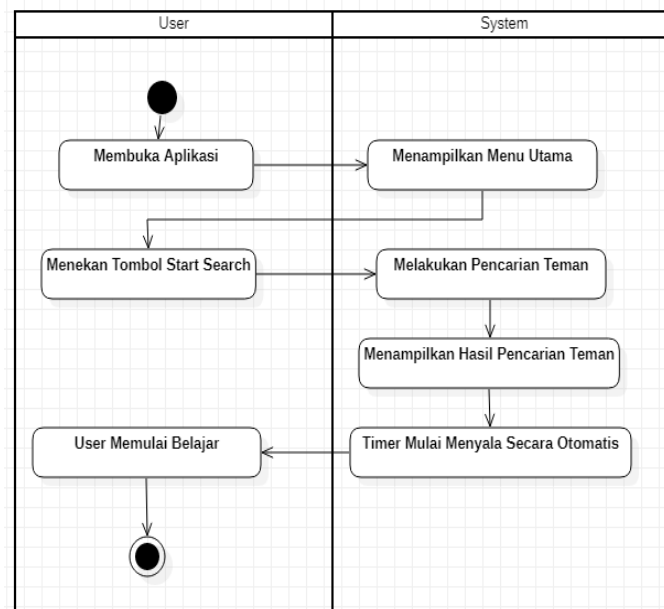 User
System
Membuka Aplikasi
Menampilkan Menu Utama
Menekan Tombol Start Search
Melakukan Pencarian Teman
Menampilkan Hasil Pencarian Teman
User Memulai Belajar
Timer Mulai Menyala Secara Otomatis